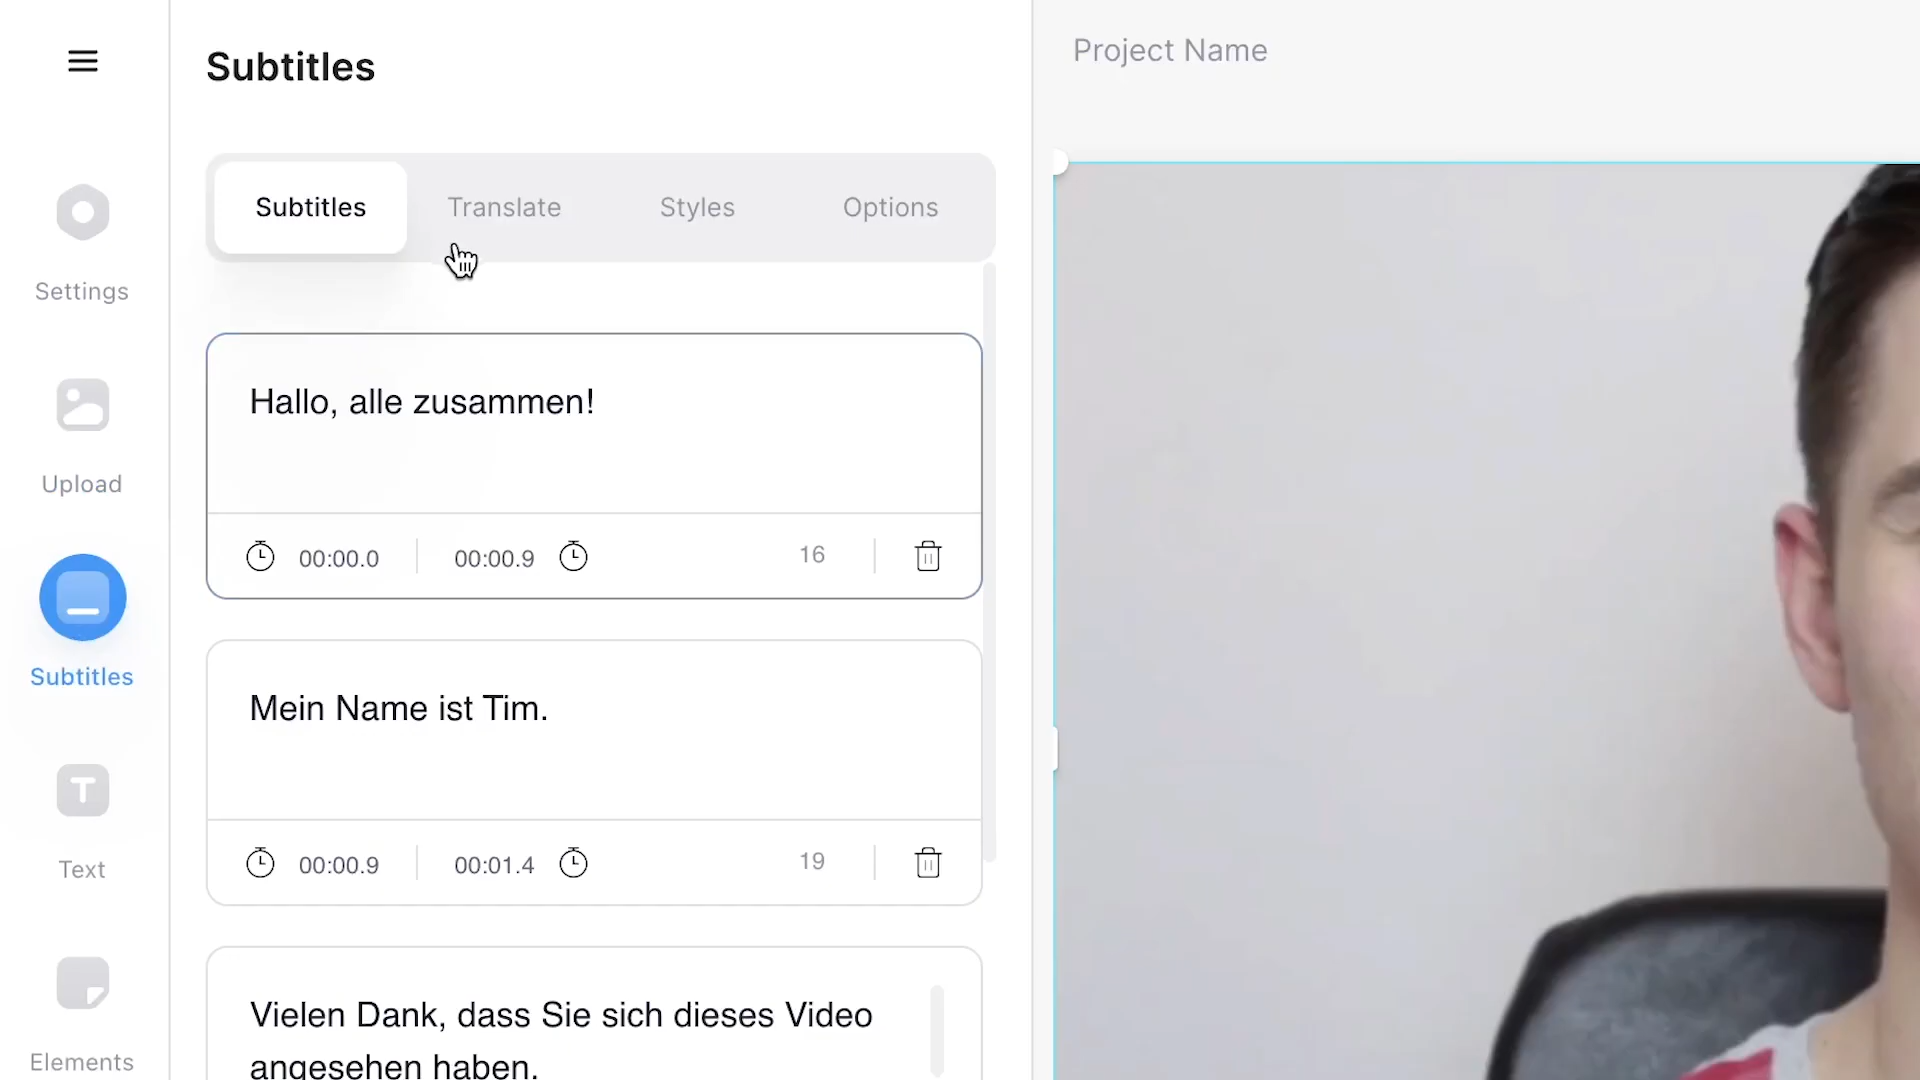 Subtitles
Project Name
Subtitles
Translate
Styles
Options
Settings
Upload
Subtitles
Text
Elements
Hallo, alle zusammen!
00:00.0
00:00.9
16
Mein Name ist Tim.
00:00.9
00:01.4
19
Vielen Dank, dass Sie sich dieses Video
angesehen haben.